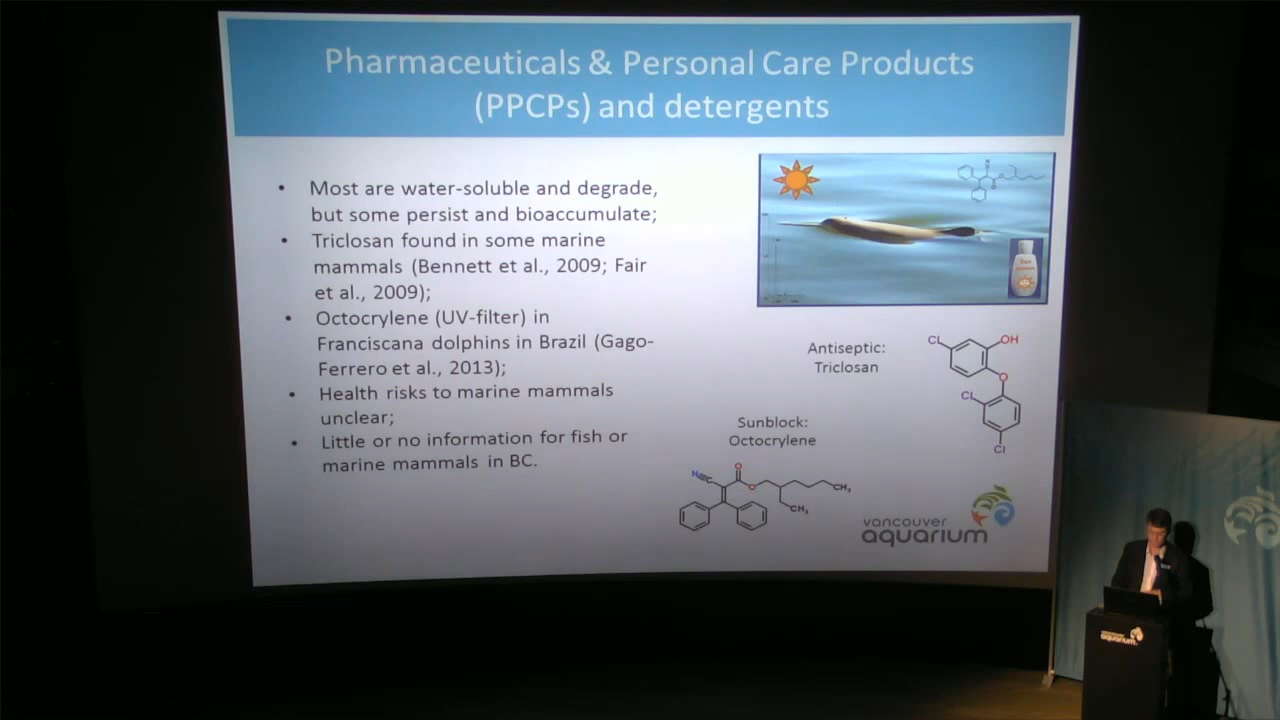 Pharmaceuticals & Personal Care Products
(PPCPs) and detergents
• Most are water-soluble and degrade,
but some persist and bioaccumulate;
• Triclosan found in some marine
mammals (Bennett et al., 2009; Fair
et al., 2009);
• Octocrylene (UV-filter) in
Franciscana dolphins in Brazil (Gago-
Ferrero et al., 2013);
• Health risks to marine mammals
unclear;
• Little or no information for fish or
marine mammals in BC.
Antiseptic:
Triclosan
Cl
OH
O
Cl
Cl
Sunblock:
Octocrylene
N
O
O
CH3
CH3
vancouver
aquarium
aquarium